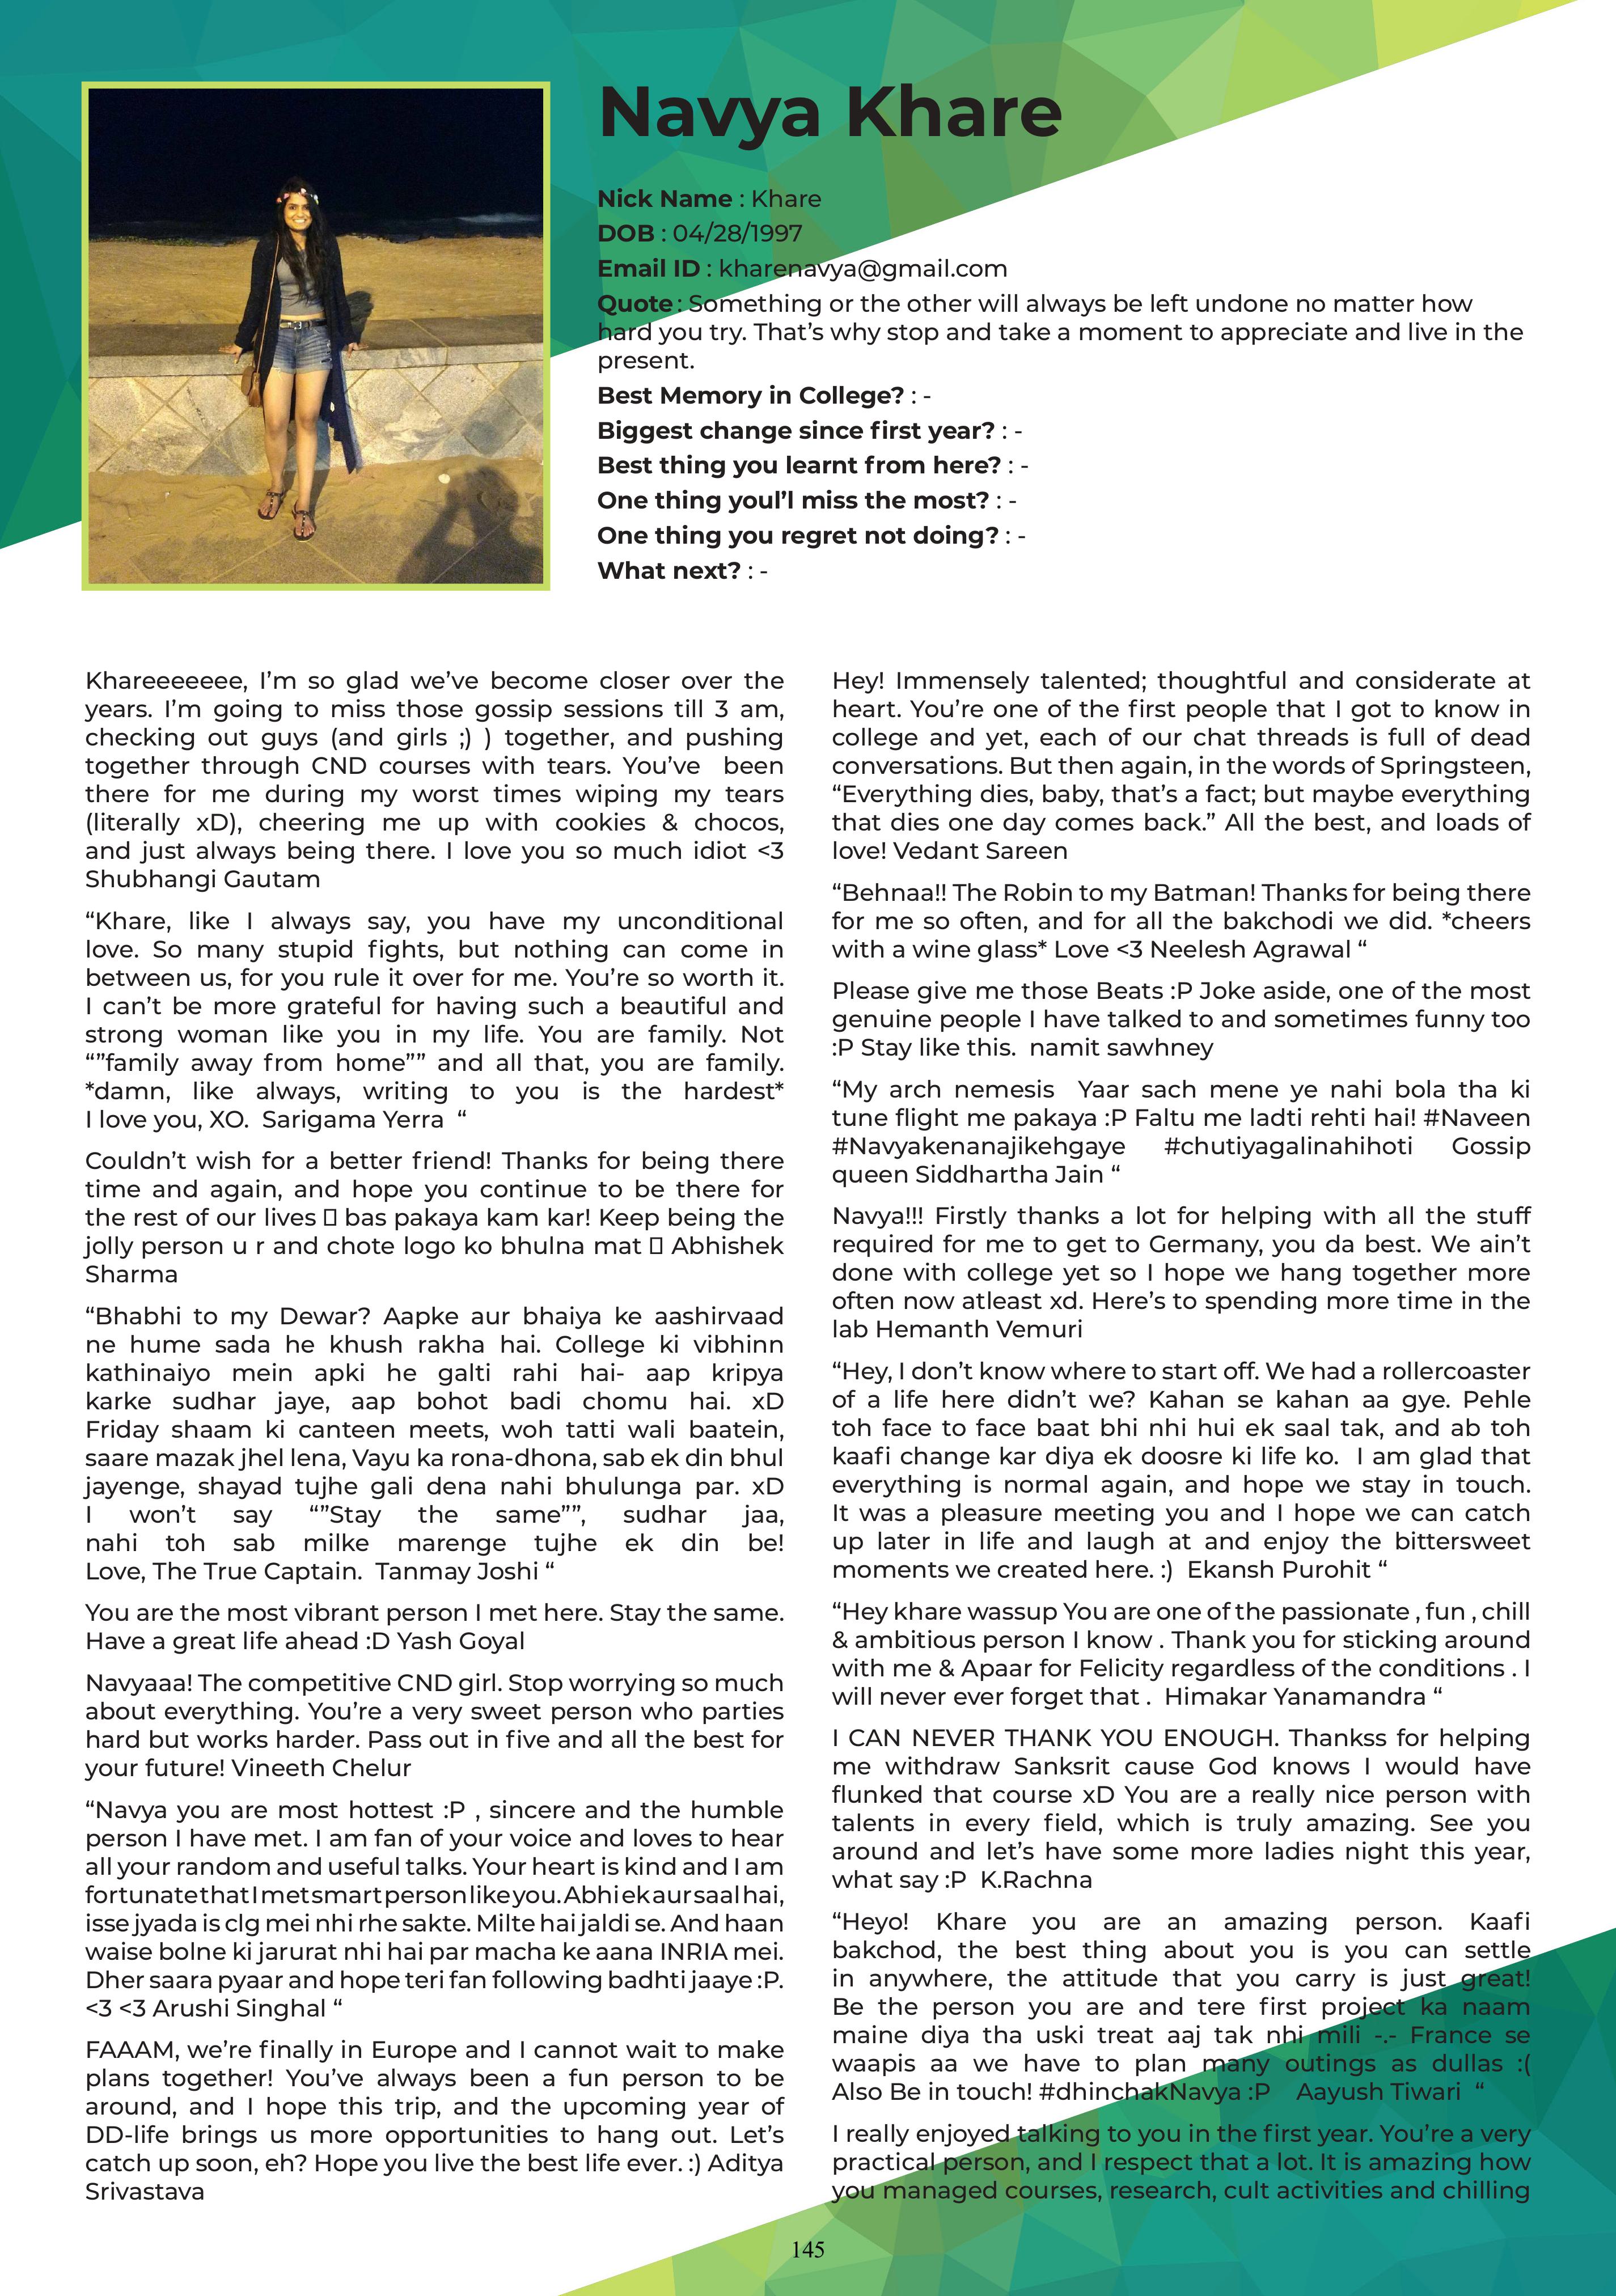 Navya Khare
Nick Name : Khare
DOB : 04/28/1997
Email ID : kharenavya@gmail.com
Quote : Something or the other will always be left undone no matter how
hard you try. That’s why stop and take a moment to appreciate and live in the
present.
Best Memory in College? : -
Biggest change since first year? : -
Best thing you learnt from here? : -
One thing youl’l miss the most? : -
One thing you regret not doing? : -
What next? : -
Khareeeeeee, I’m so glad we’ve become closer over the
years. I’m going to miss those gossip sessions till 3 am,
checking out guys (and girls ;) ) together, and pushing
together through CND courses with tears. You’ve been
there for me during my worst times wiping my tears
(literally xD), cheering me up with cookies & chocos,
and just always being there. I love you so much idiot <3
Shubhangi Gautam
“Khare, like I always say, you have my unconditional
love. So many stupid fights, but nothing can come in
between us, for you rule it over for me. You’re so worth it.
I can’t be more grateful for having such a beautiful and
strong woman like you in my life. You are family. Not
“”family away from home”” and all that, you are family.
*damn, like always, writing to you is the hardest*
I love you, XO. Sarigama Yerra “
Couldn’t wish for a better friend! Thanks for being there
time and again, and hope you continue to be there for
the rest of our lives  bas pakaya kam kar! Keep being the
jolly person u r and chote logo ko bhulna mat  Abhishek
Sharma
“Bhabhi to my Dewar? Aapke aur bhaiya ke aashirvaad
ne hume sada he khush rakha hai. College ki vibhinn
kathinaiyo mein apki he galti rahi hai- aap kripya
karke sudhar jaye, aap bohot badi chomu hai. xD
Friday shaam ki canteen meets, woh tatti wali baatein,
saare mazak jhel lena, Vayu ka rona-dhona, sab ek din bhul
jayenge, shayad tujhe gali dena nahi bhulunga par. xD
I won’t say “”Stay the same””, sudhar jaa,
nahi toh sab milke marenge tujhe ek din be!
Love, The True Captain. Tanmay Joshi “
You are the most vibrant person I met here. Stay the same.
Have a great life ahead :D Yash Goyal
Navyaaa! The competitive CND girl. Stop worrying so much
about everything. You’re a very sweet person who parties
hard but works harder. Pass out in five and all the best for
your future! Vineeth Chelur
“Navya you are most hottest :P , sincere and the humble
person I have met. I am fan of your voice and loves to hear
all your random and useful talks. Your heart is kind and I am
fortunate that I met smart person like you. Abhi ek aur saal hai,
isse jyada is clg mei nhi rhe sakte. Milte hai jaldi se. And haan
waise bolne ki jarurat nhi hai par macha ke aana INRIA mei.
Dher saara pyaar and hope teri fan following badhti jaaye :P.
<3 <3 Arushi Singhal “
FAAAM, we’re finally in Europe and I cannot wait to make
plans together! You’ve always been a fun person to be
around, and I hope this trip, and the upcoming year of
DD-life brings us more opportunities to hang out. Let’s
catch up soon, eh? Hope you live the best life ever. :) Aditya
Srivastava
Hey! Immensely talented; thoughtful and considerate at
heart. You’re one of the first people that I got to know in
college and yet, each of our chat threads is full of dead
conversations. But then again, in the words of Springsteen,
“Everything dies, baby, that’s a fact; but maybe everything
that dies one day comes back.” All the best, and loads of
love! Vedant Sareen
“Behnaa!! The Robin to my Batman! Thanks for being there
for me so often, and for all the bakchodi we did. *cheers
with a wine glass* Love <3 Neelesh Agrawal “
Please give me those Beats :P Joke aside, one of the most
genuine people I have talked to and sometimes funny too
:P Stay like this. namit sawhney
“My arch nemesis Yaar sach mene ye nahi bola tha ki
tune flight me pakaya :P Faltu me ladti rehti hai! #Naveen
#Navyakenanajikehgaye #chutiyagalinahihoti Gossip
queen Siddhartha Jain “
Navya!!! Firstly thanks a lot for helping with all the stuff
required for me to get to Germany, you da best. We ain’t
done with college yet so I hope we hang together more
often now atleast xd. Here’s to spending more time in the
lab Hemanth Vemuri
“Hey, I don’t know where to start off. We had a rollercoaster
of a life here didn’t we? Kahan se kahan aa gye. Pehle
toh face to face baat bhi nhi hui ek saal tak, and ab toh
kaafi change kar diya ek doosre ki life ko. I am glad that
everything is normal again, and hope we stay in touch.
It was a pleasure meeting you and I hope we can catch
up later in life and laugh at and enjoy the bittersweet
moments we created here. :) Ekansh Purohit “
“Hey khare wassup You are one of the passionate , fun , chill
& ambitious person I know . Thank you for sticking around
with me & Apaar for Felicity regardless of the conditions . I
will never ever forget that . Himakar Yanamandra “
I CAN NEVER THANK YOU ENOUGH. Thankss for helping
me withdraw Sanksrit cause God knows I would have
flunked that course xD You are a really nice person with
talents in every field, which is truly amazing. See you
around and let’s have some more ladies night this year,
what say :P K.Rachna
“Heyo! Khare you are an amazing person. Kaafi
bakchod, the best thing about you is you can settle
in anywhere, the attitude that you carry is just great!
Be the person you are and tere first project ka naam
maine diya tha uski treat aaj tak nhi mili -.- France se
waapis aa we have to plan many outings as dullas :(
Also Be in touch! #dhinchakNavya :P Aayush Tiwari “
I really enjoyed talking to you in the first year. You’re a very
practical person, and I respect that a lot. It is amazing how
you managed courses, research, cult activities and chilling
145